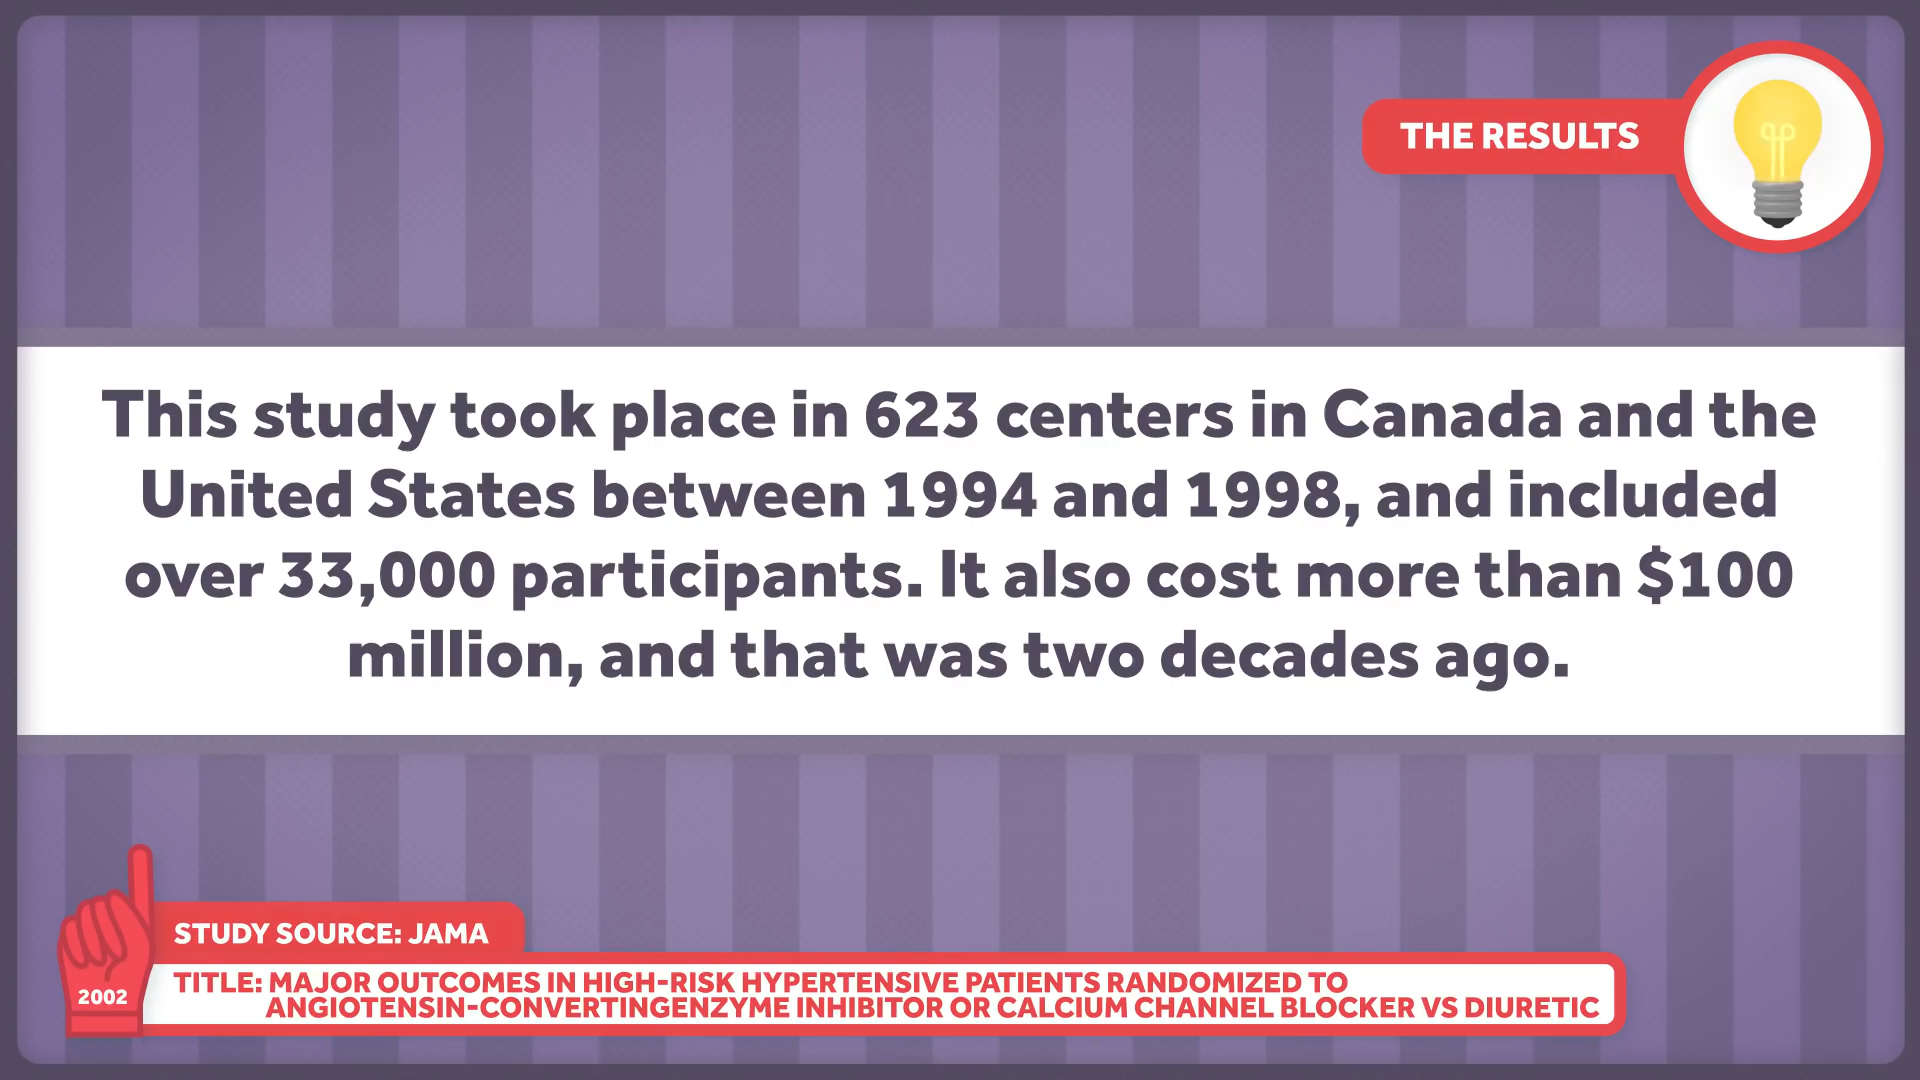 THE RESULTS
This study took place in 623 centers in Canada and the
United States between 1994 and 1998, and included
over 33,000 participants. It also cost more than $100
million, and that was two decades ago.
STUDY SOURCE: JAMA
2002
TITLE: MAJOR OUTCOMES IN HIGH-RISK HYPERTENSIVE PATIENTS RANDOMIZED TO
ANGIOTENSIN-CONVERTINGENZYME INHIBITOR OR CALCIUM CHANNEL BLOCKER VS DIURETIC